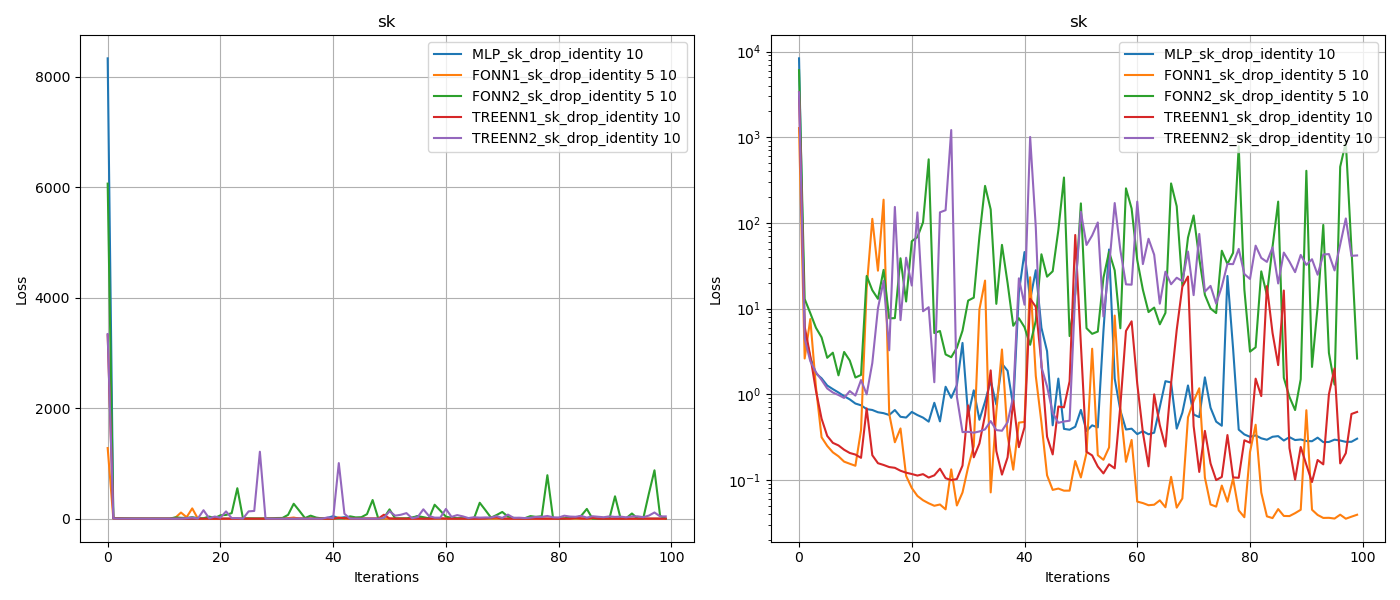 sk
Loss
8000
6000
4000
2000
0
0 20 40 60 80 100
Iterations
MLP_sk_drop_identity 10
FONN1_sk_drop_identity 5 10
FONN2_sk_drop_identity 5 10
TREENN1_sk_drop_identity 10
TREENN2_sk_drop_identity 10
sk
Loss
10⁴
10³
10²
10¹
10⁰
10⁻¹
0 20 40 60 80 100
Iterations
MLP_sk_drop_identity 10
FONN1_sk_drop_identity 5 10
FONN2_sk_drop_identity 5 10
TREENN1_sk_drop_identity 10
TREENN2_sk_drop_identity 10